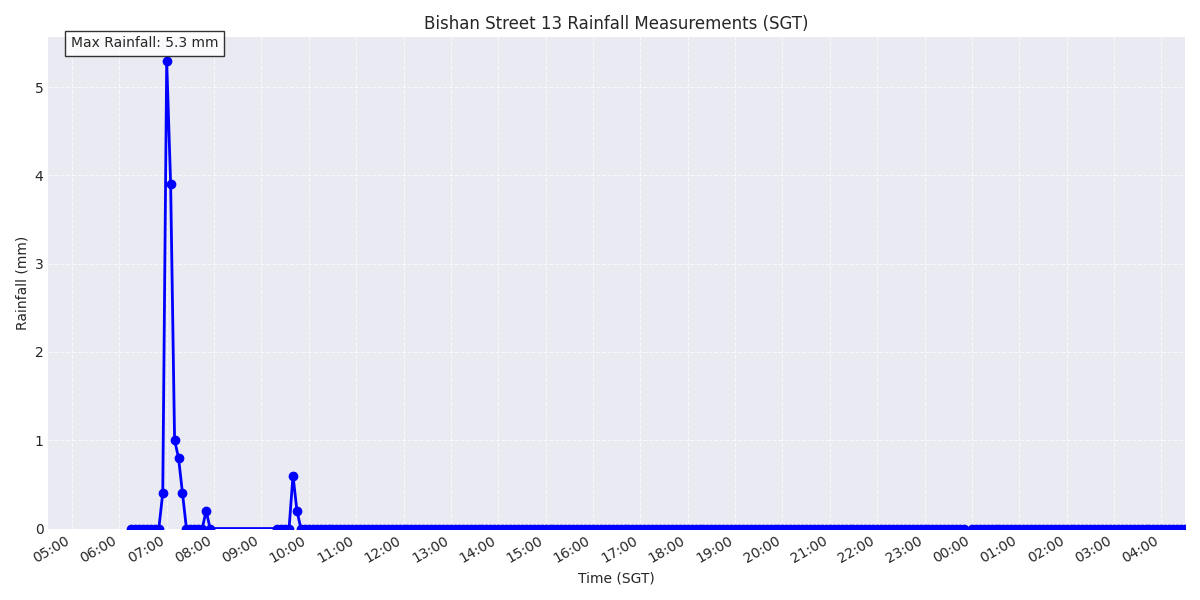 Bishan Street 13 Rainfall Measurements (SGT)
Max Rainfall: 5.3 mm
Rainfall (mm)
5
4
3
2
1
0
05:00 06:00 07:00 08:00 09:00 10:00 11:00 12:00 13:00 14:00 15:00 16:00 17:00 18:00 19:00 20:00 21:00 22:00 23:00 00:00 01:00 02:00 03:00 04:00
Time (SGT)